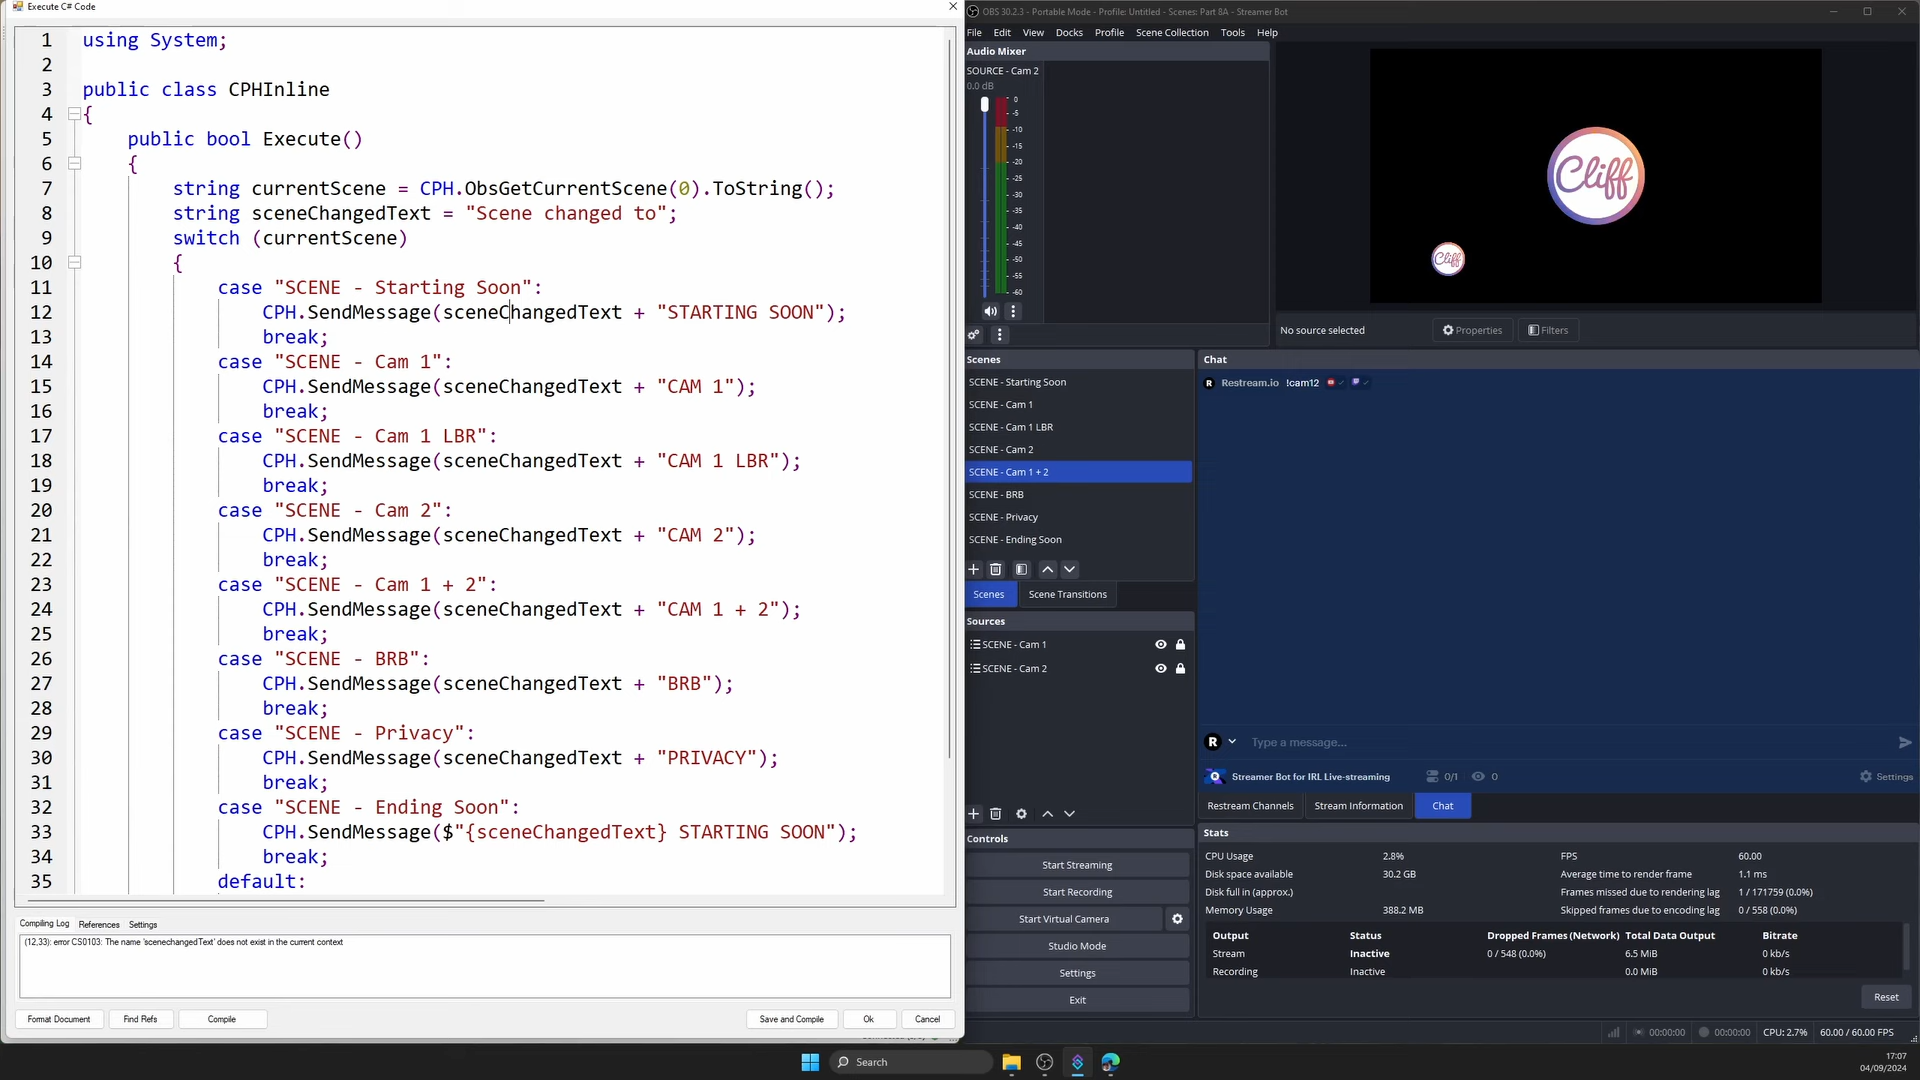 Execute C# Code
1 using System;
2
3 public class CPHInline
4 {
5 public bool Execute()
6 {
7 string currentScene = CPH.ObsGetCurrentScene(0).ToString();
8 string sceneChangedText = "Scene changed to";
9 switch (currentScene)
10 {
11 case "SCENE - Starting Soon":
12 CPH.SendMessage(sceneChangedText + "STARTING SOON");
13 break;
14 case "SCENE - Cam 1":
15 CPH.SendMessage(sceneChangedText + "CAM 1");
16 break;
17 case "SCENE - Cam 1 LBR":
18 CPH.SendMessage(sceneChangedText + "CAM 1 LBR");
19 break;
20 case "SCENE - Cam 2":
21 CPH.SendMessage(sceneChangedText + "CAM 2");
22 break;
23 case "SCENE - Cam 1 + 2":
24 CPH.SendMessage(sceneChangedText + "CAM 1 + 2");
25 break;
26 case "SCENE - BRB":
27 CPH.SendMessage(sceneChangedText + "BRB");
28 break;
29 case "SCENE - Privacy":
30 CPH.SendMessage(sceneChangedText + "PRIVACY");
31 break;
32 case "SCENE - Ending Soon":
33 CPH.SendMessage($"{sceneChangedText} STARTING SOON");
34 break;
35 default:
Compiling Log References Settings
(12,33): error CS0103: The name 'scenechangedText' does not exist in the current context
Format Document Find Refs Compile Save and Compile Ok Cancel
OBS 30.2.3 - Portable Mode - Profile: Untitled - Scenes: Part 8A - Streamer Bot
File Edit View Docks Profile Scene Collection Tools Help
Audio Mixer
SOURCE - Cam 2
0.0 dB
0
-5
-10
-15
-20
-25
-30
-35
-40
-45
-50
-55
-60
Cliff
Cliff
No source selected Properties Filters
Scenes
SCENE - Starting Soon
SCENE - Cam 1
SCENE - Cam 1 LBR
SCENE - Cam 2
SCENE - Cam 1 + 2
SCENE - BRB
SCENE - Privacy
SCENE - Ending Soon
Scenes Scene Transitions
Sources
SCENE - Cam 1
SCENE - Cam 2
Controls
Start Streaming
Start Recording
Start Virtual Camera
Studio Mode
Settings
Exit
Chat
R Restream.io !cam12
R Type a message...
Streamer Bot for IRL Live-streaming 0/1 0 Settings
Restream Channels Stream Information Chat
Stats
CPU Usage 2.8% FPS 60.00
Disk space available 30.2 GB Average time to render frame 1.1 ms
Disk full in (approx.) Frames missed due to rendering lag 1 / 171759 (0.0%)
Memory Usage 388.2 MB Skipped frames due to encoding lag 0 / 558 (0.0%)
Output Status Dropped Frames (Network) Total Data Output Bitrate
Stream Inactive 0 / 548 (0.0%) 6.5 MiB 0 kb/s
Recording Inactive 0.0 MiB 0 kb/s
Reset
00:00:00 00:00:00 CPU: 2.7% 60.00 / 60.00 FPS
Search
17:07
04/09/2024